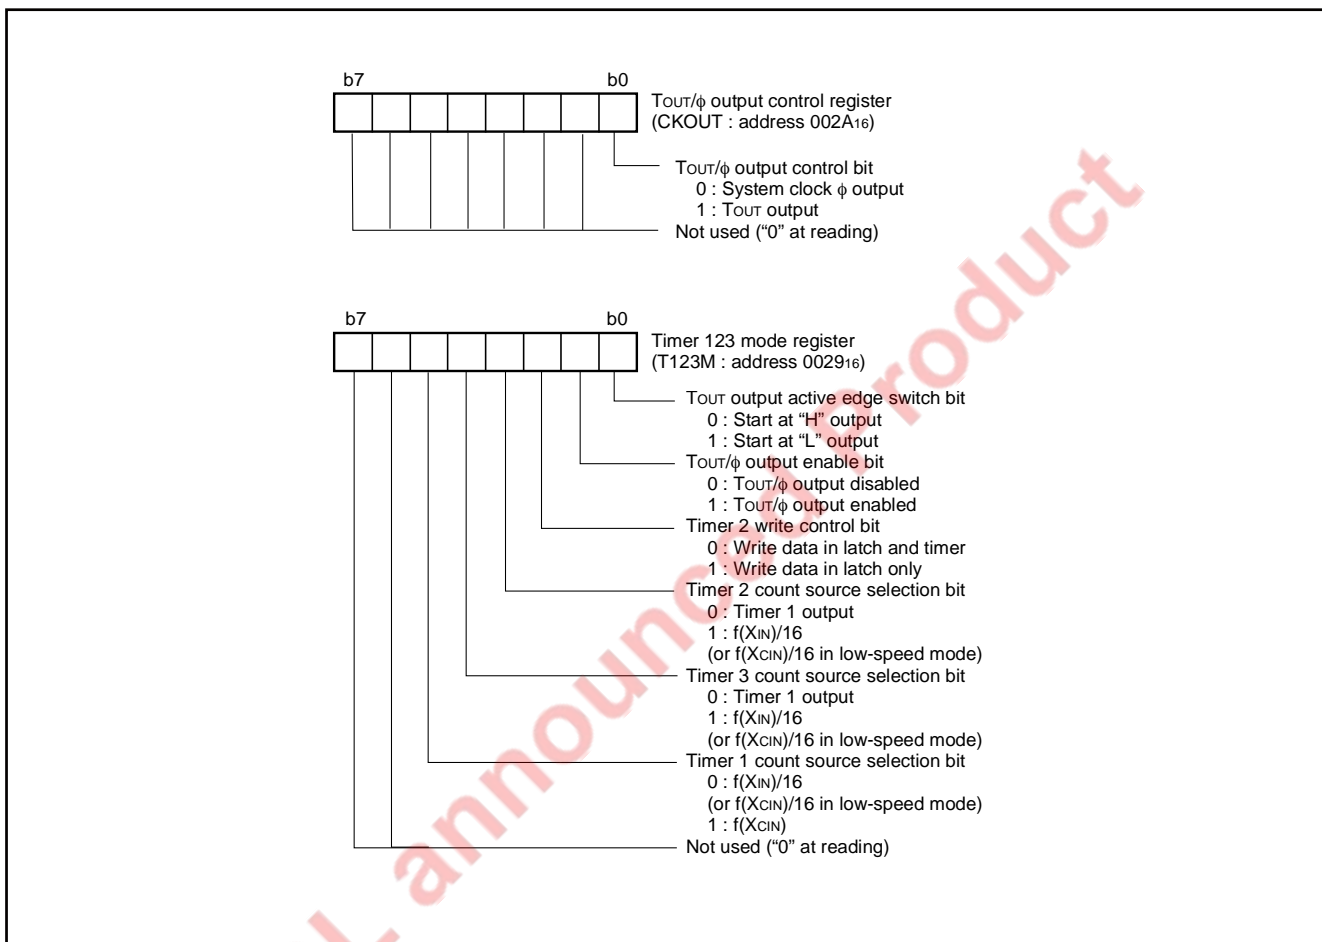 b7 b0
TOUT/ϕ output control register
(CKOUT : address 002A16)
TOUT/ϕ output control bit
0 : System clock ϕ output
1 : TOUT output
Not used (“0” at reading)
b7 b0
Timer 123 mode register
(T123M : address 002916)
TOUT output active edge switch bit
0 : Start at “H” output
1 : Start at “L” output
TOUT/ϕ output enable bit
0 : TOUT/ϕ output disabled
1 : TOUT/ϕ output enabled
Timer 2 write control bit
0 : Write data in latch and timer
1 : Write data in latch only
Timer 2 count source selection bit
0 : Timer 1 output
1 : f(XIN)/16
(or f(XCIN)/16 in low-speed mode)
Timer 3 count source selection bit
0 : Timer 1 output
1 : f(XIN)/16
(or f(XCIN)/16 in low-speed mode)
Timer 1 count source selection bit
0 : f(XIN)/16
(or f(XCIN)/16 in low-speed mode)
1 : f(XCIN)
Not used (“0” at reading)
L announced Product